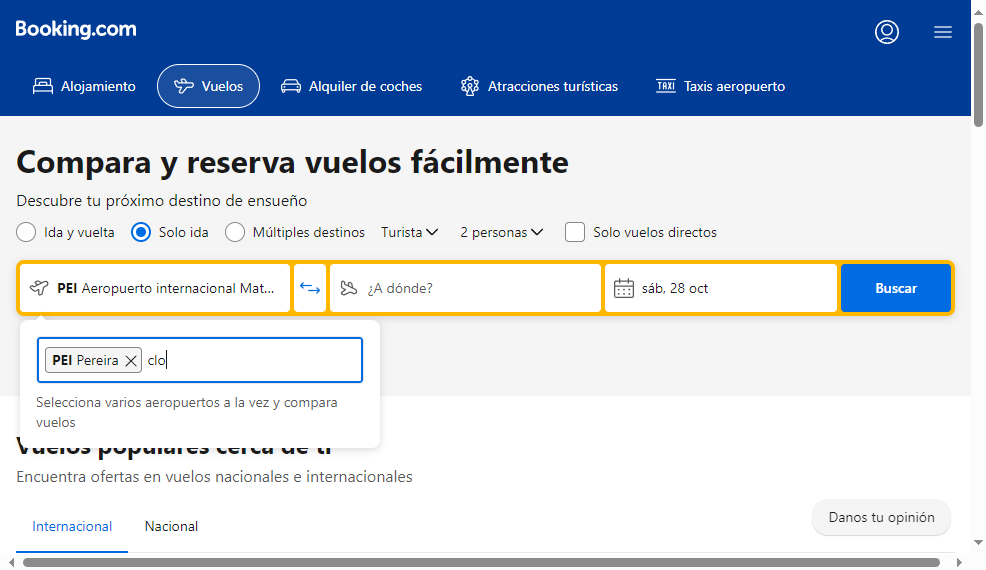 Booking.com
Alojamiento
Vuelos
Alquiler de coches
Atracciones turísticas
TAXI Taxis aeropuerto
Compara y reserva vuelos fácilmente
Descubre tu próximo destino de ensueño
Ida y vuelta
Solo ida
Múltiples destinos
Turista
2 personas
Solo vuelos directos
PEI Aeropuerto internacional Mat...
¿A dónde?
sáb, 28 oct
Buscar
PEI Pereira
clo
Selecciona varios aeropuertos a la vez y compara
vuelos
Vuelos populares cerca de ti
Encuentra ofertas en vuelos nacionales e internacionales
Internacional
Nacional
Danos tu opinión